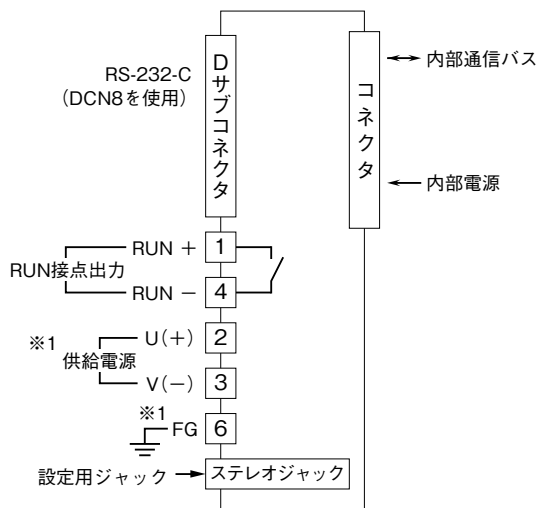 RS-232-C
（DCN8を使用）
Dサブコネクタ
コネクタ
内部通信バス
内部電源
RUN +
1
RUN接点出力
RUN −
4
※1
U（+）
2
供給電源
V（−）
3
※1
FG
6
設定用ジャック
ステレオジャック